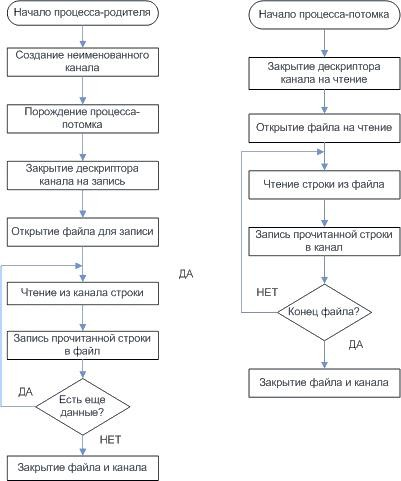 Начало процесса-родителя
Создание неименованного
канала
Порождение процесса-
потомка
Закрытие дескриптора
канала на запись
Открытие файла для записи
Чтение из канала строки
Запись прочитанной строки
в файл
ДА
Есть еще
данные?
НЕТ
Закрытие файла и канала
ДА
Начало процесса-потомка
Закрытие дескриптора
канала на чтение
Открытие файла на чтение
Чтение строки из файла
Запись прочитанной строки
в канал
НЕТ
Конец файла?
ДА
Закрытие файла и канала